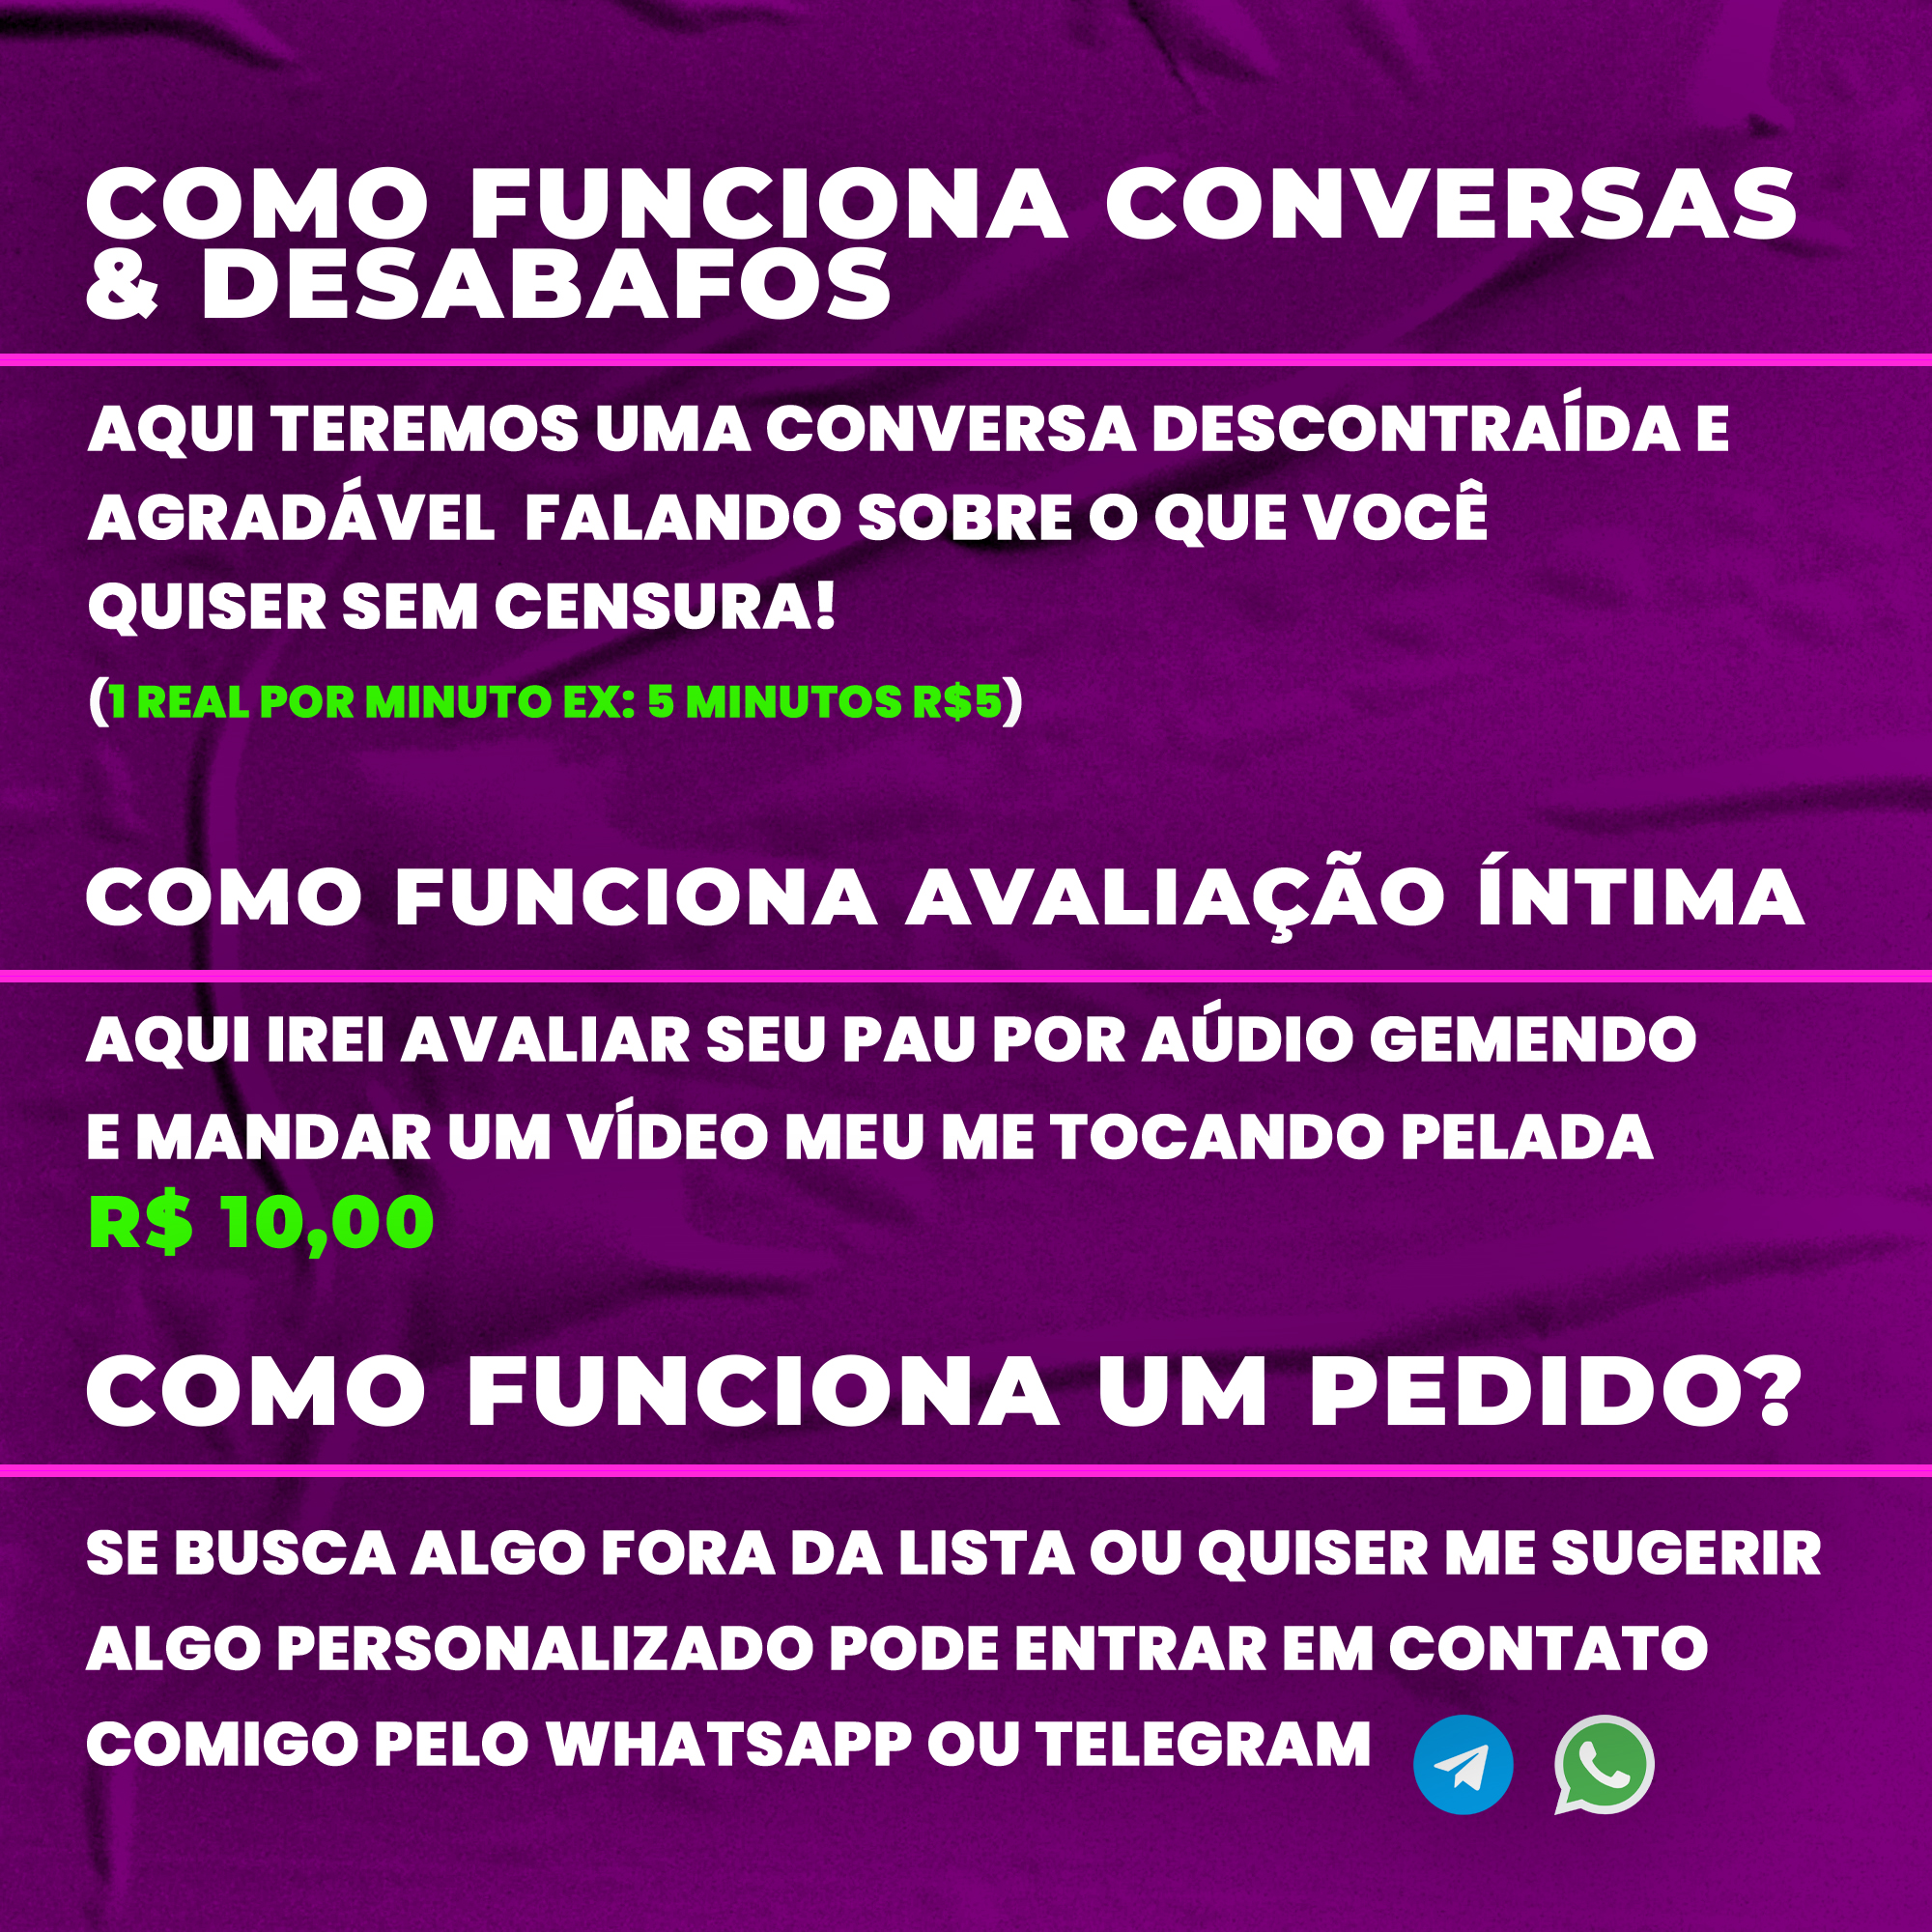 COMO FUNCIONA CONVERSAS
& DESABAFOS
AQUI TEREMOS UMA CONVERSA DESCONTRAÍDA E
AGRADÁVEL FALANDO SOBRE O QUE VOCÊ
QUISER SEM CENSURA!
(1 REAL POR MINUTO EX: 5 MINUTOS R$5)
COMO FUNCIONA AVALIAÇÃO ÍNTIMA
AQUI IREI AVALIAR SEU PAU POR AÚDIO GEMENDO
E MANDAR UM VÍDEO MEU ME TOCANDO PELADA
R$ 10,00
COMO FUNCIONA UM PEDIDO?
SE BUSCA ALGO FORA DA LISTA OU QUISER ME SUGERIR
ALGO PERSONALIZADO PODE ENTRAR EM CONTATO
COMIGO PELO WHATSAPP OU TELEGRAM